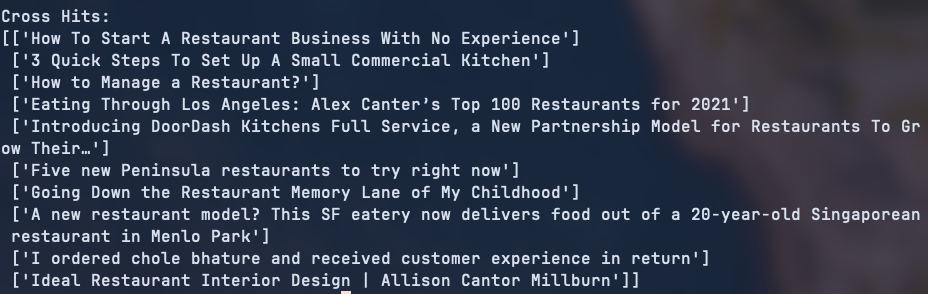 Cross Hits:
[['How To Start A Restaurant Business With No Experience']
['3 Quick Steps To Set Up A Small Commercial Kitchen']
['How to Manage a Restaurant?']
['Eating Through Los Angeles: Alex Canter’s Top 100 Restaurants for 2021']
['Introducing DoorDash Kitchens Full Service, a New Partnership Model for Restaurants To Gr
ow Their…']
['Five new Peninsula restaurants to try right now']
['Going Down the Restaurant Memory Lane of My Childhood']
['A new restaurant model? This SF eatery now delivers food out of a 20-year-old Singaporean
restaurant in Menlo Park']
['I ordered chole bhature and received customer experience in return']
['Ideal Restaurant Interior Design | Allison Cantor Millburn']]